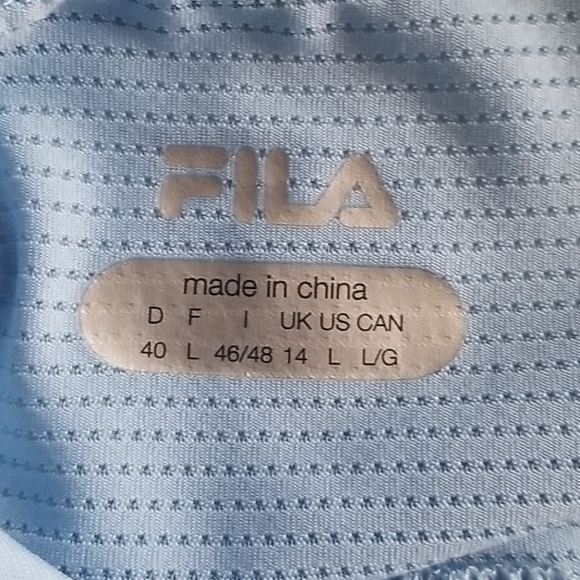 FILA
made in china
D F I UK US CAN
40 L 46/48 14 L L/G